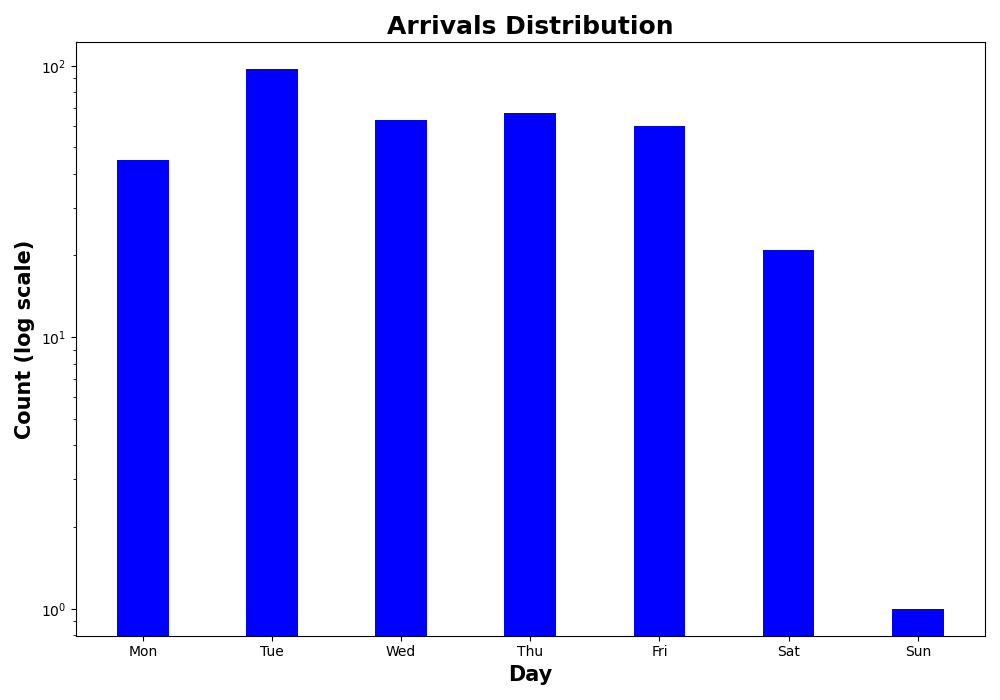 Arrivals Distribution
Count (log scale)
10²
10¹
10⁰
Mon Tue Wed Thu Fri Sat Sun
Day